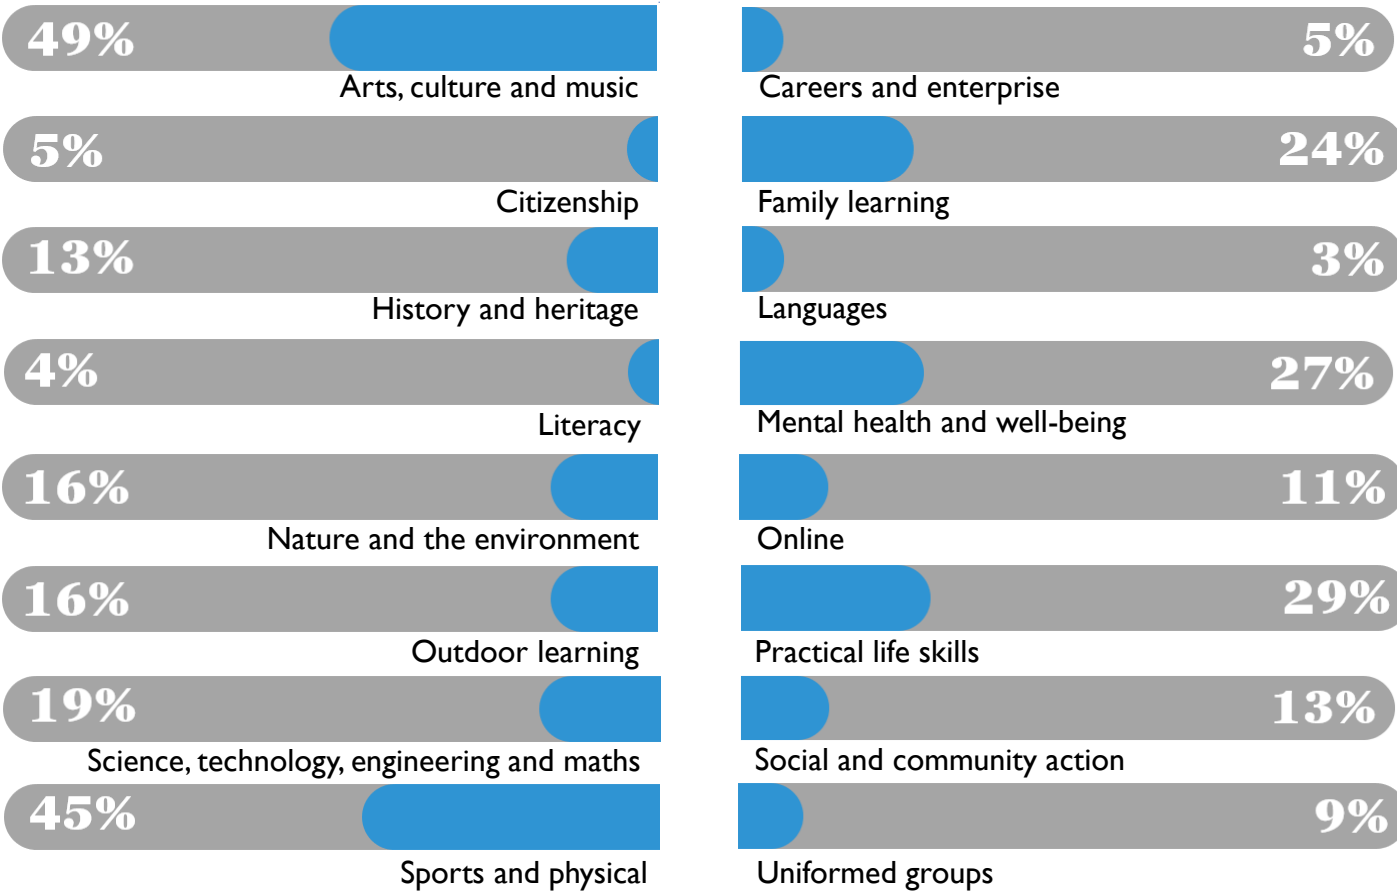 49%
Arts, culture and music
5%
Citizenship
13%
History and heritage
4%
Literacy
16%
Nature and the environment
16%
Outdoor learning
19%
Science, technology, engineering and maths
45%
Sports and physical
5%
Careers and enterprise
24%
Family learning
3%
Languages
27%
Mental health and well-being
11%
Online
29%
Practical life skills
13%
Social and community action
9%
Uniformed groups